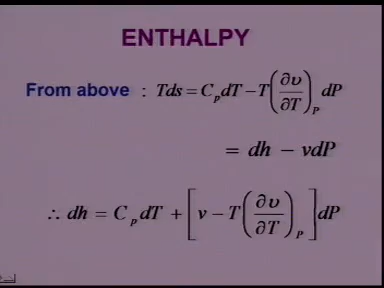 ENTHALPY
From above : Tds = C_p dT − T(∂υ/∂T)_P dP
= dh − vdP
∴ dh = C_p dT + [v − T(∂υ/∂T)_P]dP